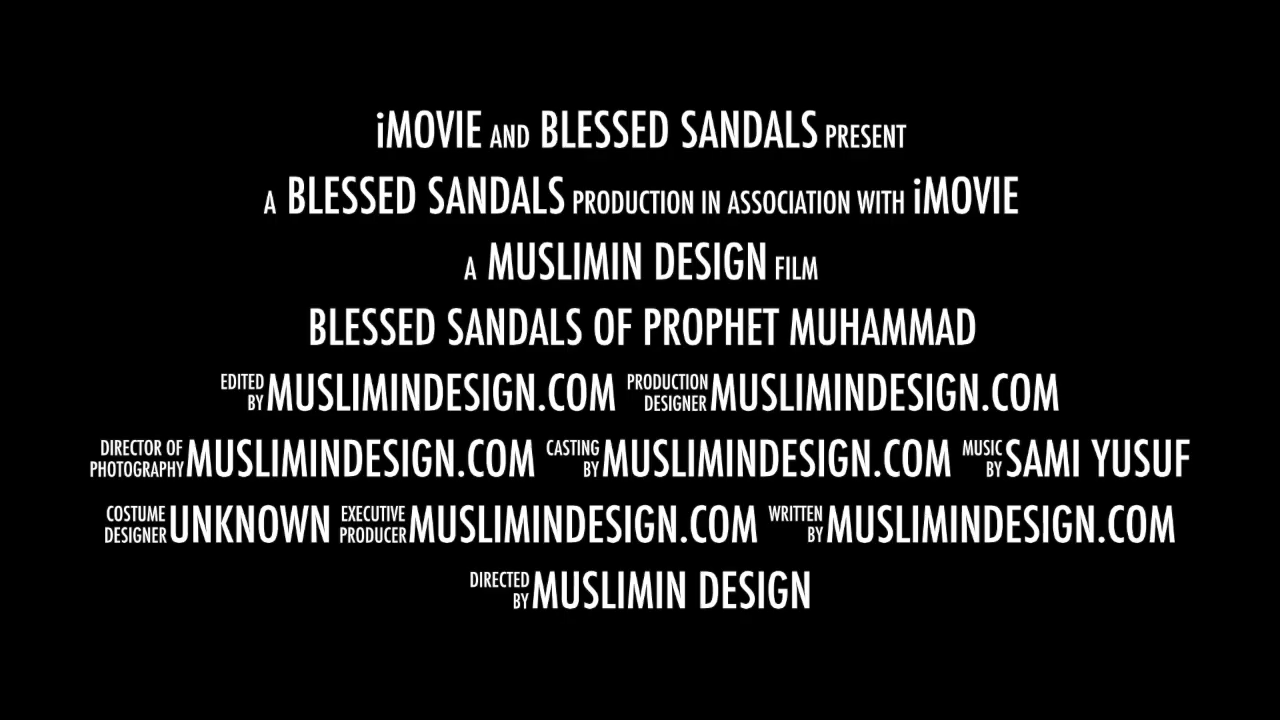 iMOVIE AND BLESSED SANDALS PRESENT
A BLESSED SANDALS PRODUCTION IN ASSOCIATION WITH iMOVIE
A MUSLIMIN DESIGN FILM
BLESSED SANDALS OF PROPHET MUHAMMAD
EDITED BY MUSLIMINDESIGN.COM PRODUCTION DESIGNER MUSLIMINDESIGN.COM
DIRECTOR OF PHOTOGRAPHY MUSLIMINDESIGN.COM CASTING BY MUSLIMINDESIGN.COM MUSIC BY SAMI YUSUF
COSTUME DESIGNER UNKNOWN EXECUTIVE PRODUCER MUSLIMINDESIGN.COM WRITTEN BY MUSLIMINDESIGN.COM
DIRECTED BY MUSLIMIN DESIGN